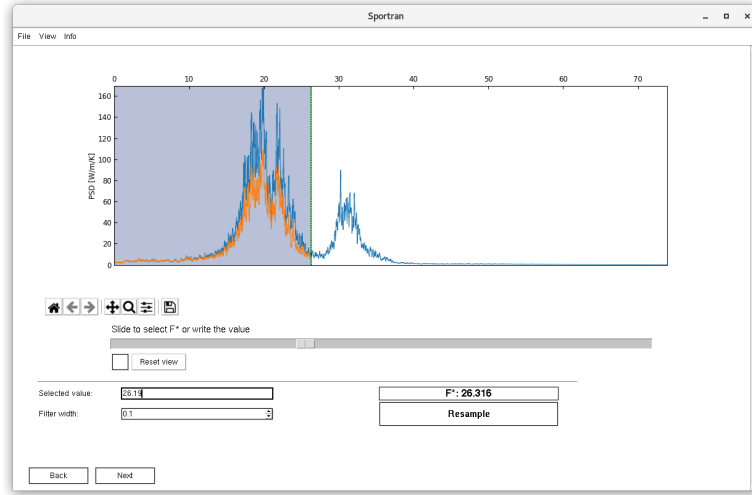 Sportran
File View Info
0 10 20 30 40 50 60 70
160
140
120
100
80
60
40
20
0
PSD [W/m/K]
Slide to select F* or write the value
Reset view
Selected value: 26.19 F*: 26.316
Filter width: 0.1 Resample
Back Next